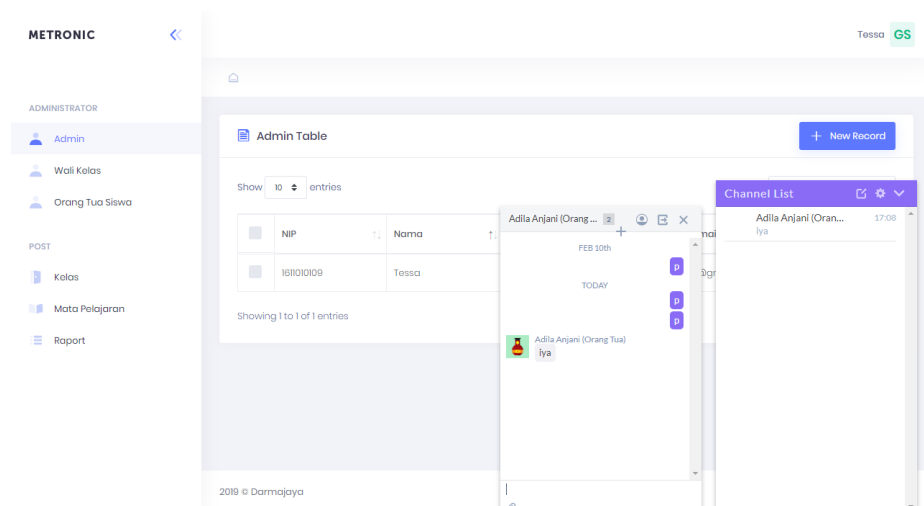 METRONIC
Tessa GS
ADMINISTRATOR
Admin
Wali Kelas
Orang Tua Siswa
POST
Kelas
Mata Pelajaran
Raport
Admin Table
New Record
Show 10 entries
NIP Nama
1611010109 Tessa
Showing 1 to 1 of 1 entries
2019 © Darmajaya
Adila Anjani (Orang ... 2
FEB 10th
p
TODAY
p
p
Adila Anjani (Orang Tua)
iya
Channel List
Adila Anjani (Oran... 17:08
iya